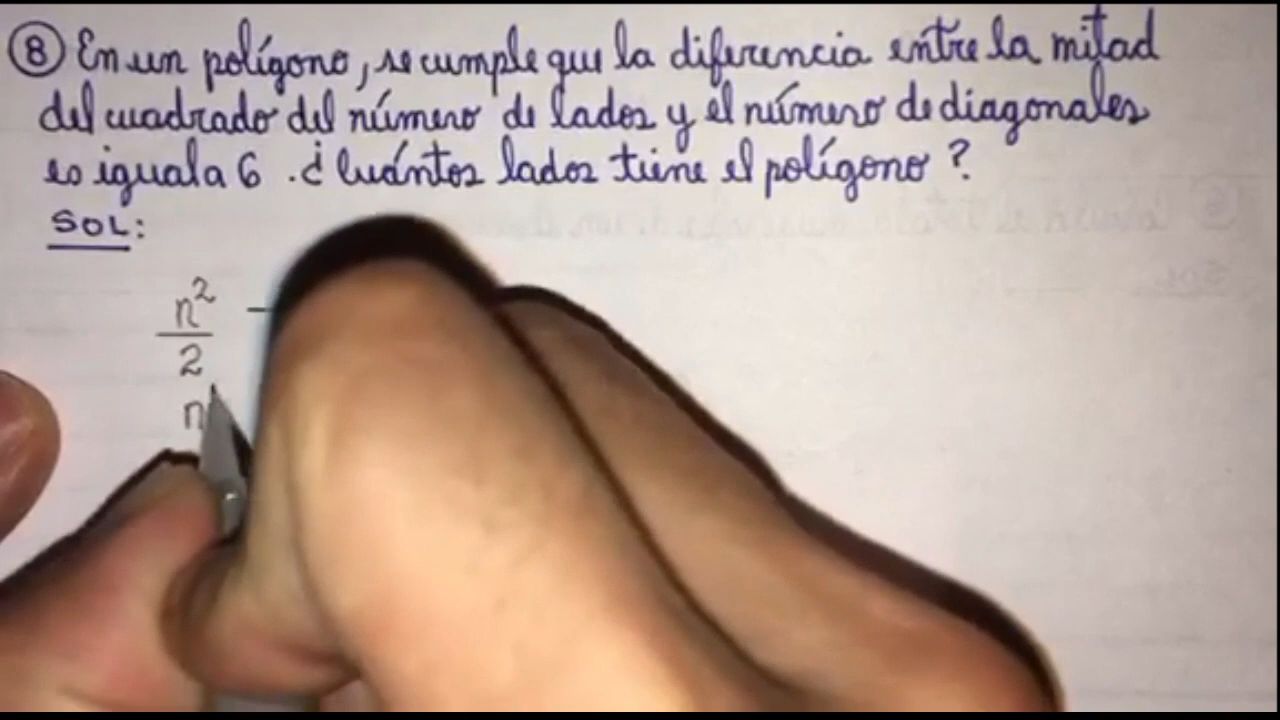 ⑧ En un polígono, se cumple que la diferencia entre la mitad
del cuadrado del número de lados y el número de diagonales
es igual a 6. ¿Cuántos lados tiene el polígono?
SOL:
n² –
2
n